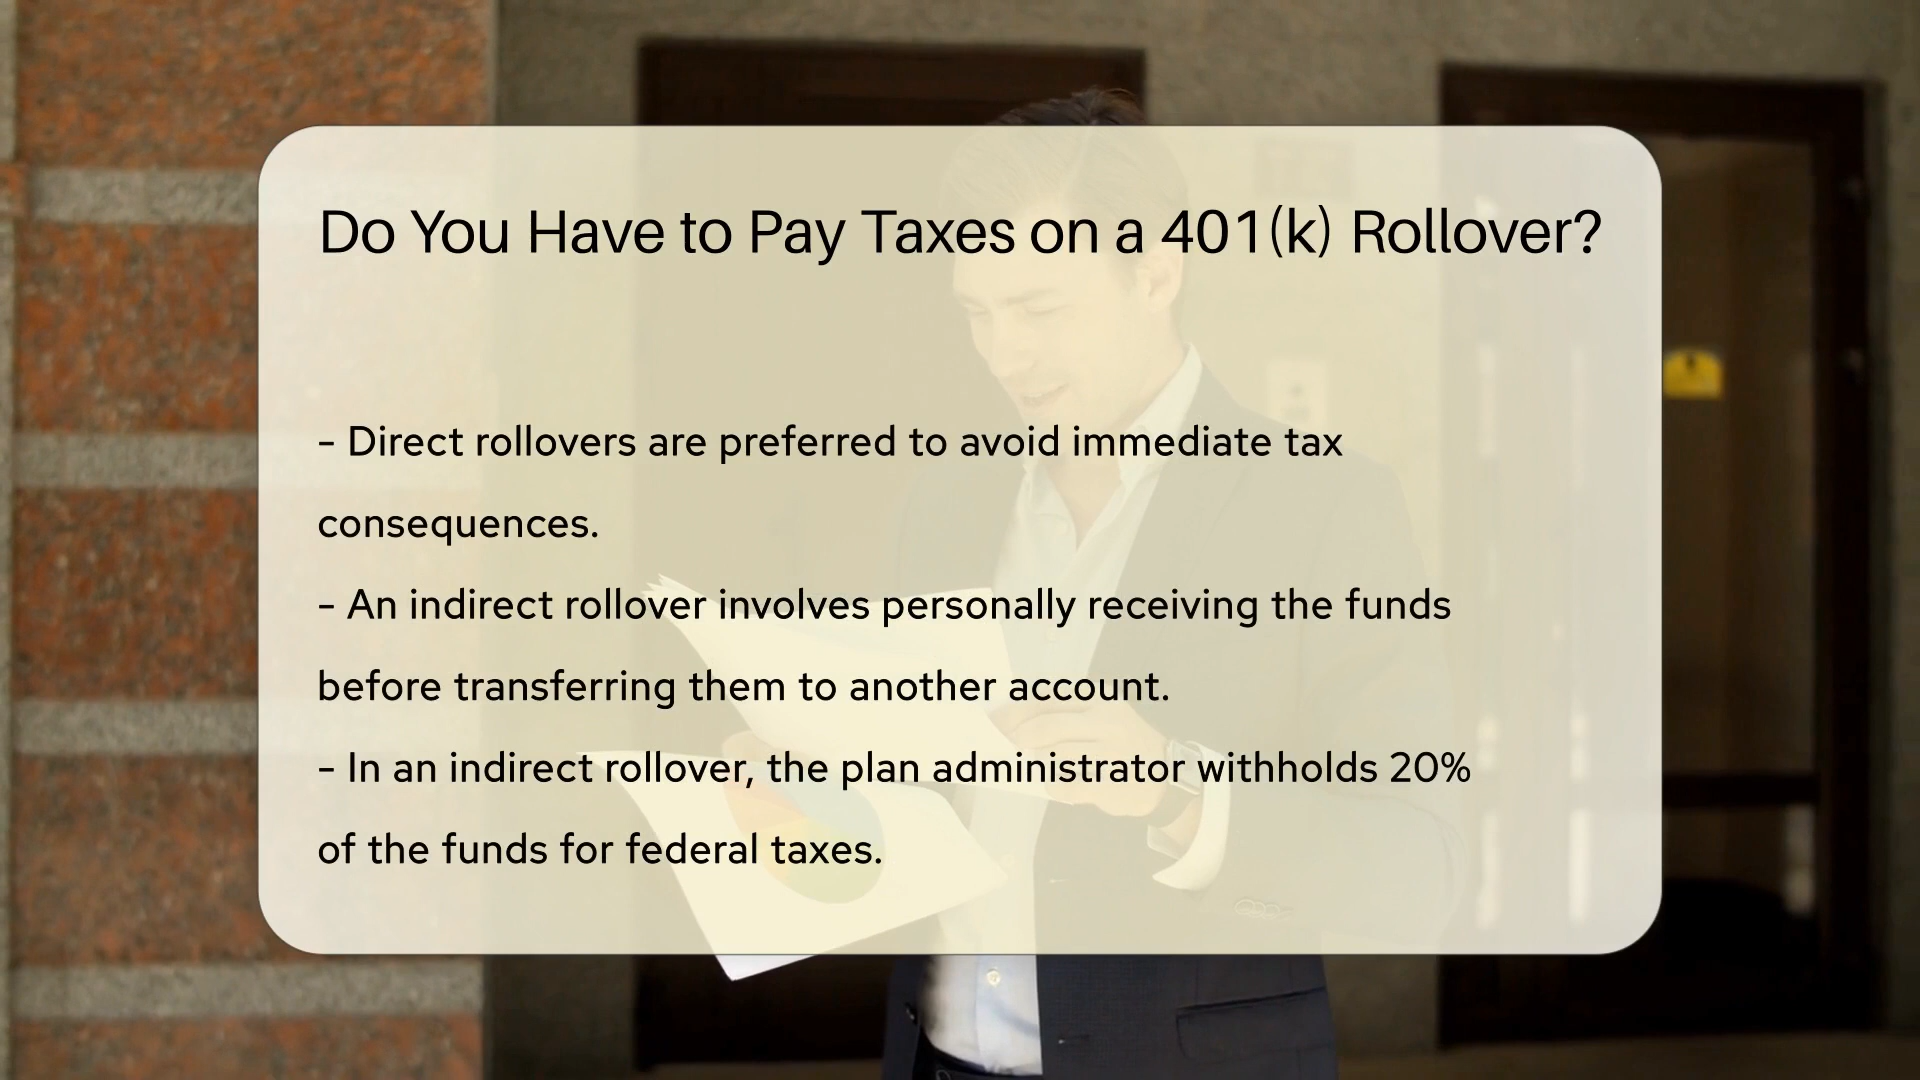 Do You Have to Pay Taxes on a 401(k) Rollover?
- Direct rollovers are preferred to avoid immediate tax
consequences.
- An indirect rollover involves personally receiving the funds
before transferring them to another account.
- In an indirect rollover, the plan administrator withholds 20%
of the funds for federal taxes.